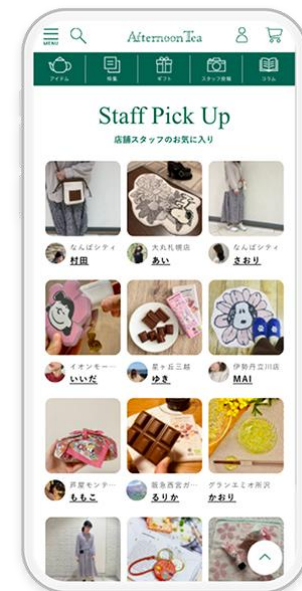 MENU
Afternoon Tea
アイテム
特集
ギフト
スタッフ投稿
コラム
Staff Pick Up
店舗スタッフのお気に入り
なんばシティ
村田
大丸札幌店
あい
なんばシティ
さおり
イオンモー…
いいだ
星ヶ丘三越
ゆき
伊勢丹立川店
MAI
芦屋モンテ…
ももこ
阪急西宮ガ…
るりか
グランエミオ所沢
かおり